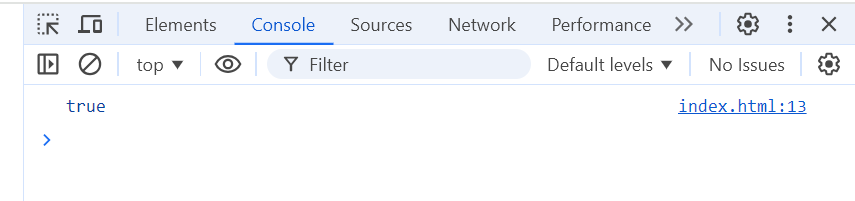 Elements Console Sources Network Performance
top Filter Default levels No Issues
true index.html:13